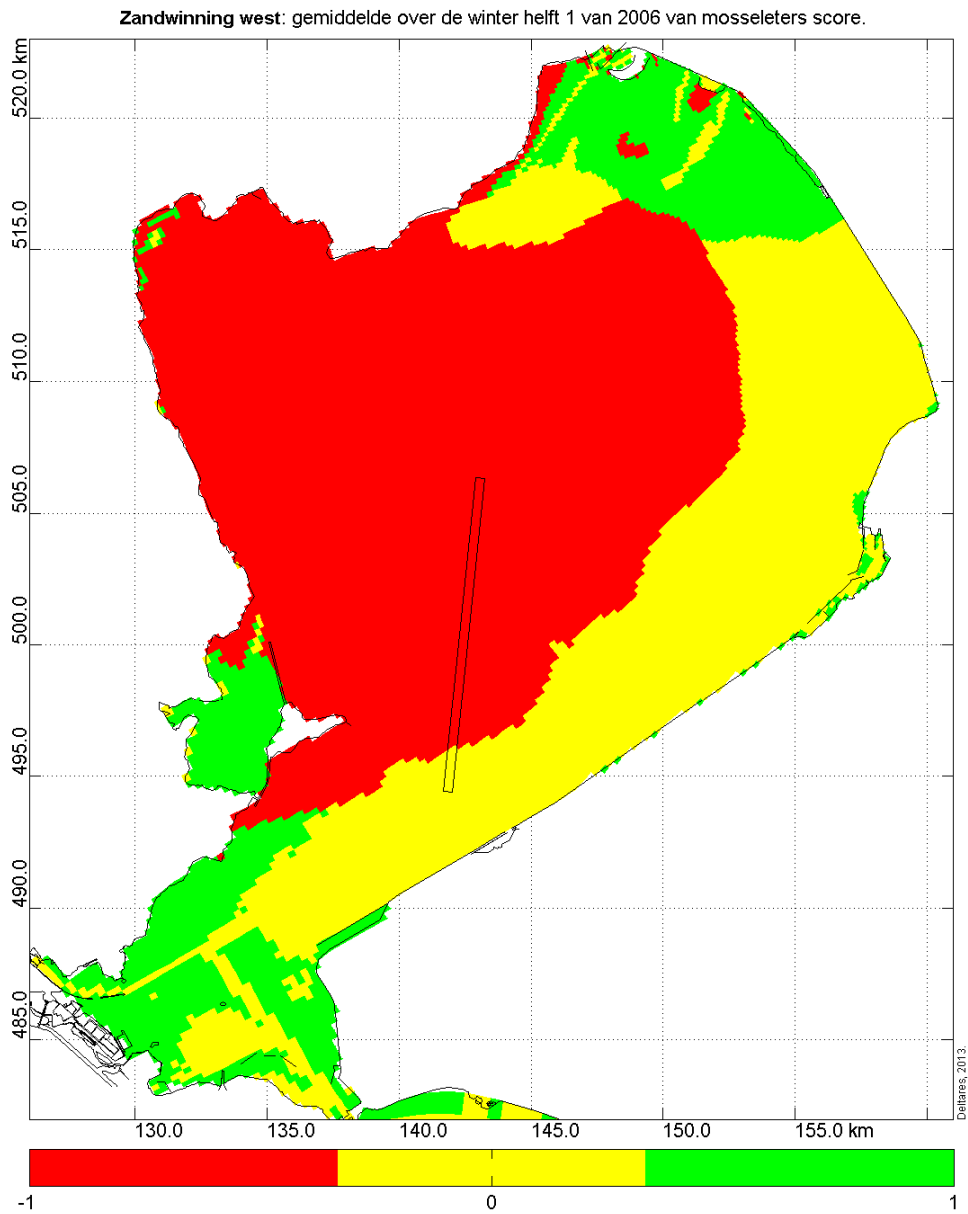 Zandwinning west: gemiddelde over de winter helft 1 van 2006 van mosseleters score.
520.0 km
515.0
510.0
505.0
500.0
495.0
490.0
485.0
130.0 135.0 140.0 145.0 150.0 155.0 km
Deltares, 2013.
-1 0 1